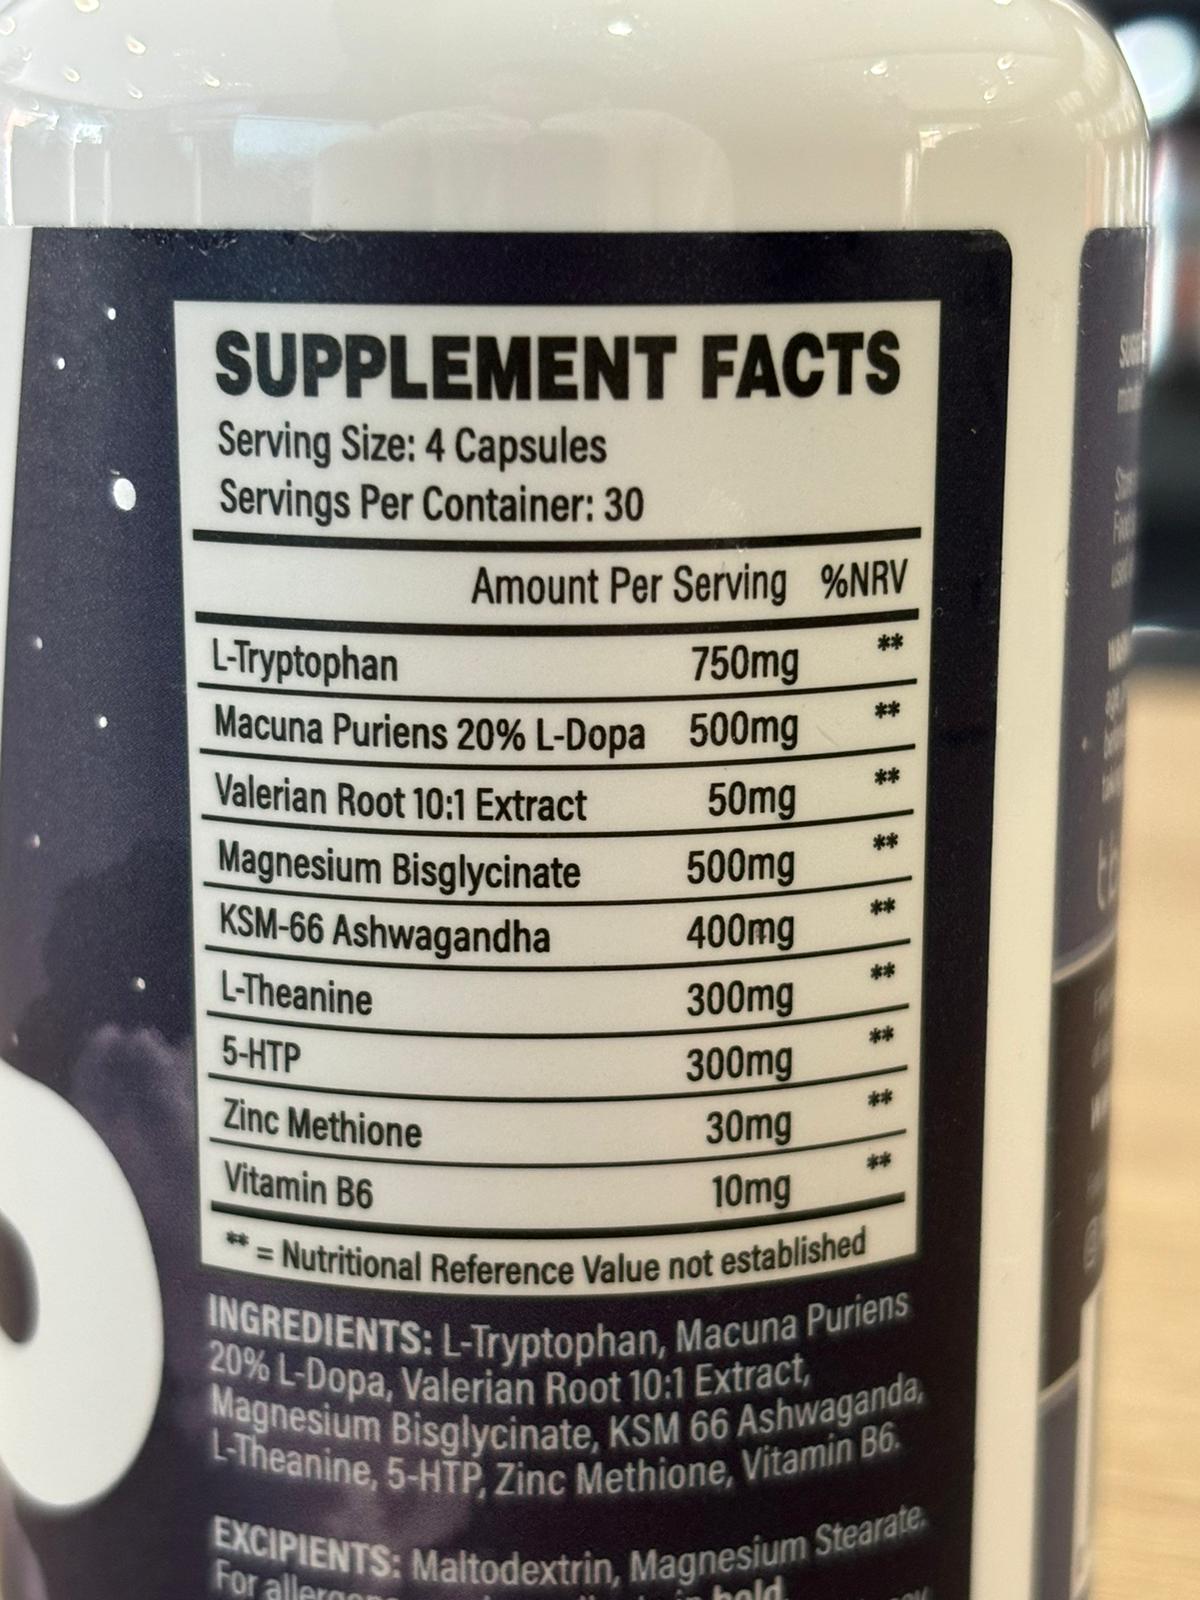 SUPPLEMENT FACTS
Serving Size: 4 Capsules
Servings Per Container: 30
Amount Per Serving %NRV
L-Tryptophan 750mg **
Macuna Puriens 20% L-Dopa 500mg **
Valerian Root 10:1 Extract 50mg **
Magnesium Bisglycinate 500mg **
KSM-66 Ashwagandha 400mg **
L-Theanine 300mg **
5-HTP 300mg **
Zinc Methione 30mg **
Vitamin B6 10mg **
** = Nutritional Reference Value not established
INGREDIENTS: L-Tryptophan, Macuna Puriens
20% L-Dopa, Valerian Root 10:1 Extract,
Magnesium Bisglycinate, KSM 66 Ashwaganda,
L-Theanine, 5-HTP, Zinc Methione, Vitamin B6.
EXCIPIENTS: Maltodextrin, Magnesium Stearate.
For in bold.